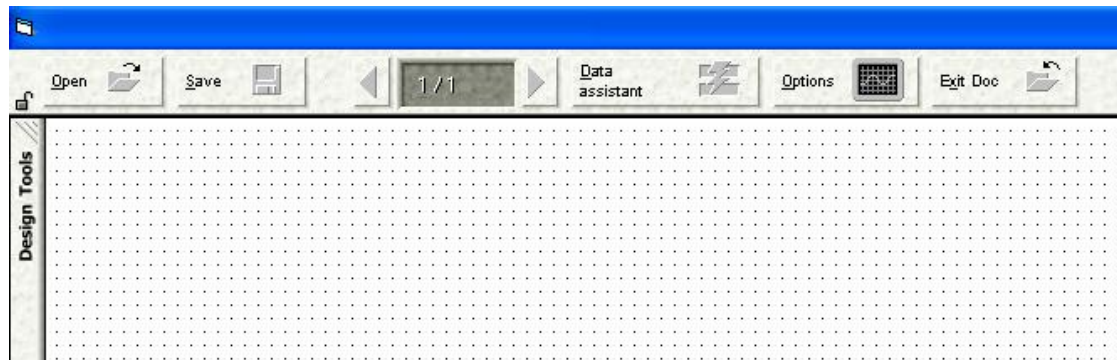 Open
Save
1/1
Data
assistant
Options
Exit Doc
Design Tools